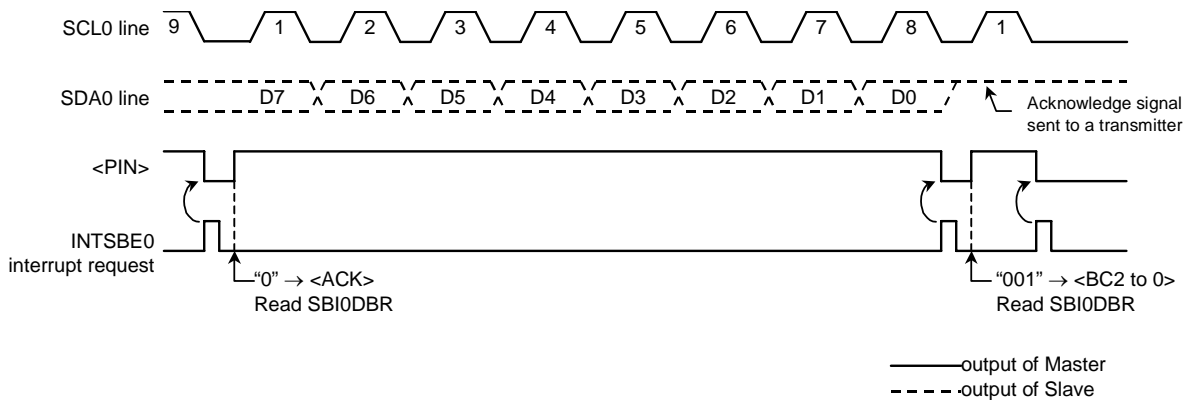 SCL0 line 9 1 2 3 4 5 6 7 8 1
SDA0 line D7 D6 D5 D4 D3 D2 D1 D0
Acknowledge signal
sent to a transmitter
<PIN>
INTSBE0
interrupt request
“0” → <ACK>
Read SBI0DBR
“001” → <BC2 to 0>
Read SBI0DBR
output of Master
output of Slave